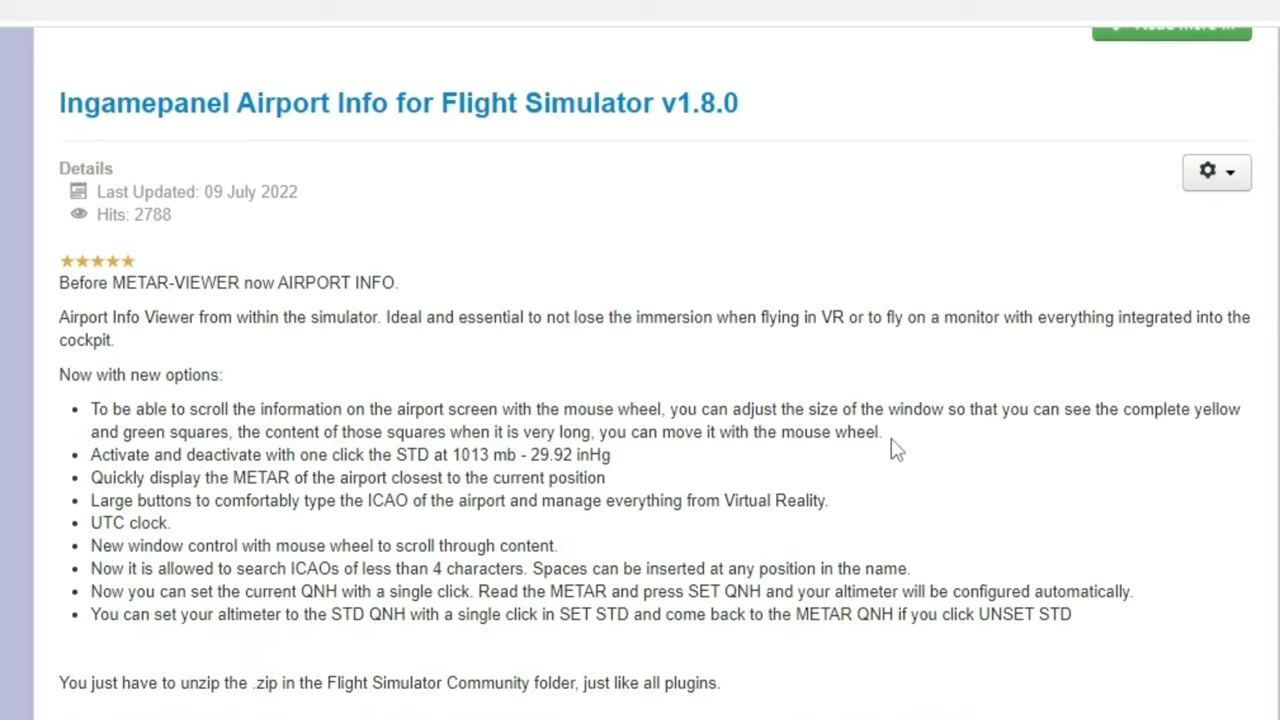 Ingamepanel Airport Info for Flight Simulator v1.8.0
Details
Last Updated: 09 July 2022
Hits: 2788
Before METAR-VIEWER now AIRPORT INFO.
Airport Info Viewer from within the simulator. Ideal and essential to not lose the immersion when flying in VR or to fly on a monitor with everything integrated into the
cockpit.
Now with new options:
To be able to scroll the information on the airport screen with the mouse wheel, you can adjust the size of the window so that you can see the complete yellow
and green squares, the content of those squares when it is very long, you can move it with the mouse wheel.
Activate and deactivate with one click the STD at 1013 mb - 29.92 inHg
Quickly display the METAR of the airport closest to the current position
Large buttons to comfortably type the ICAO of the airport and manage everything from Virtual Reality.
UTC clock.
New window control with mouse wheel to scroll through content.
Now it is allowed to search ICAOs of less than 4 characters. Spaces can be inserted at any position in the name.
Now you can set the current QNH with a single click. Read the METAR and press SET QNH and your altimeter will be configured automatically.
You can set your altimeter to the STD QNH with a single click in SET STD and come back to the METAR QNH if you click UNSET STD
You just have to unzip the .zip in the Flight Simulator Community folder, just like all plugins.